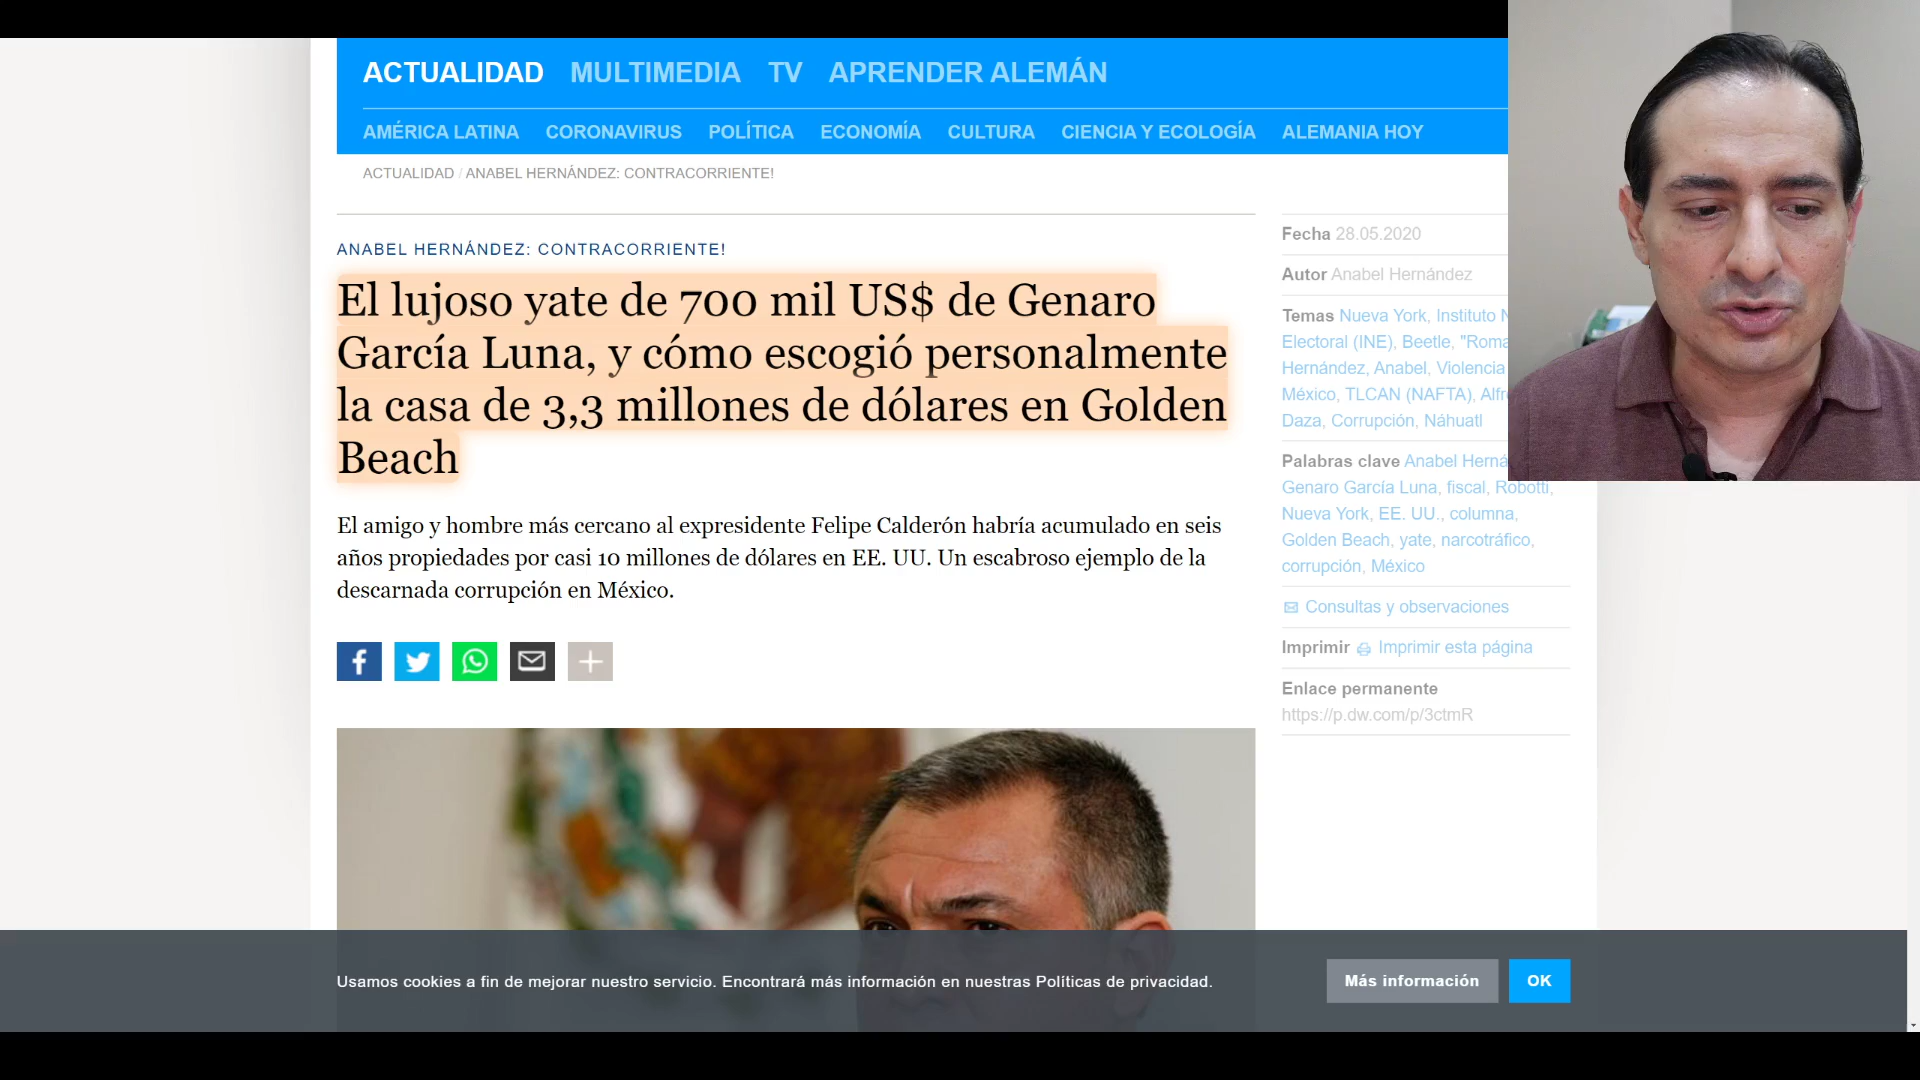 ACTUALIDAD MULTIMEDIA TV APRENDER ALEMÁN
AMÉRICA LATINA CORONAVIRUS POLÍTICA ECONOMÍA CULTURA CIENCIA Y ECOLOGÍA ALEMANIA HOY
ACTUALIDAD / ANABEL HERNÁNDEZ: CONTRACORRIENTE!
ANABEL HERNÁNDEZ: CONTRACORRIENTE!
El lujoso yate de 700 mil US$ de Genaro
García Luna, y cómo escogió personalmente
la casa de 3,3 millones de dólares en Golden
Beach
El amigo y hombre más cercano al expresidente Felipe Calderón habría acumulado en seis
años propiedades por casi 10 millones de dólares en EE. UU. Un escabroso ejemplo de la
descarnada corrupción en México.
Fecha 28.05.2020
Autor Anabel Hernández
Temas Nueva York, Instituto
Electoral (INE), Beetle, "Roma
Hernández, Anabel, Violencia
México, TLCAN (NAFTA),
Daza, Corrupción, Náhuatl
Palabras clave Anabel
Genaro García Luna, fiscal, Robotti,
Nueva York, EE. UU., columna,
Golden Beach, yate, narcotráfico,
corrupción, México
Consultas y observaciones
Imprimir Imprimir esta página
Enlace permanente
https://p.dw.com/p/3ctmR
Usamos cookies a fin de mejorar nuestro servicio. Encontrará más información en nuestras Políticas de privacidad.
Más información
OK